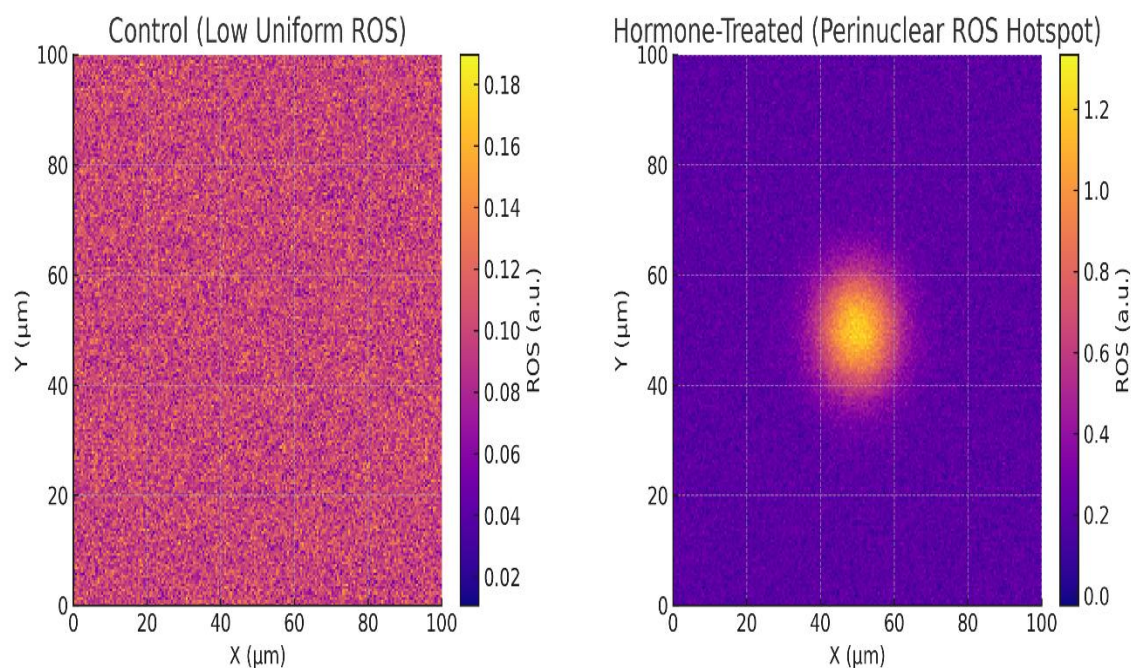 Control (Low Uniform ROS)
100
80
60
40
20
0
Y (µm)
0 20 40 60 80 100
X (µm)
0.18
0.16
0.14
0.12
0.10
0.08
0.06
0.04
0.02
ROS (a.u.)
Hormone-Treated (Perinuclear ROS Hotspot)
100
80
60
40
20
0
Y (µm)
0 20 40 60 80 100
X (µm)
1.2
1.0
0.8
0.6
0.4
0.2
0.0
ROS (a.u.)